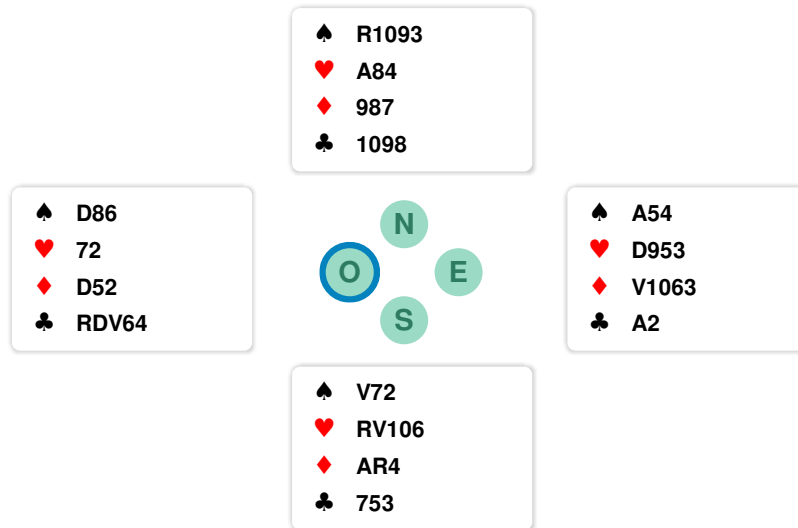 ♠ R1093
♥ A84
♦ 987
♣ 1098
♠ D86
♥ 72
♦ D52
♣ RDV64
N
O E
S
♠ A54
♥ D953
♦ V1063
♣ A2
♠ V72
♥ RV106
♦ AR4
♣ 753